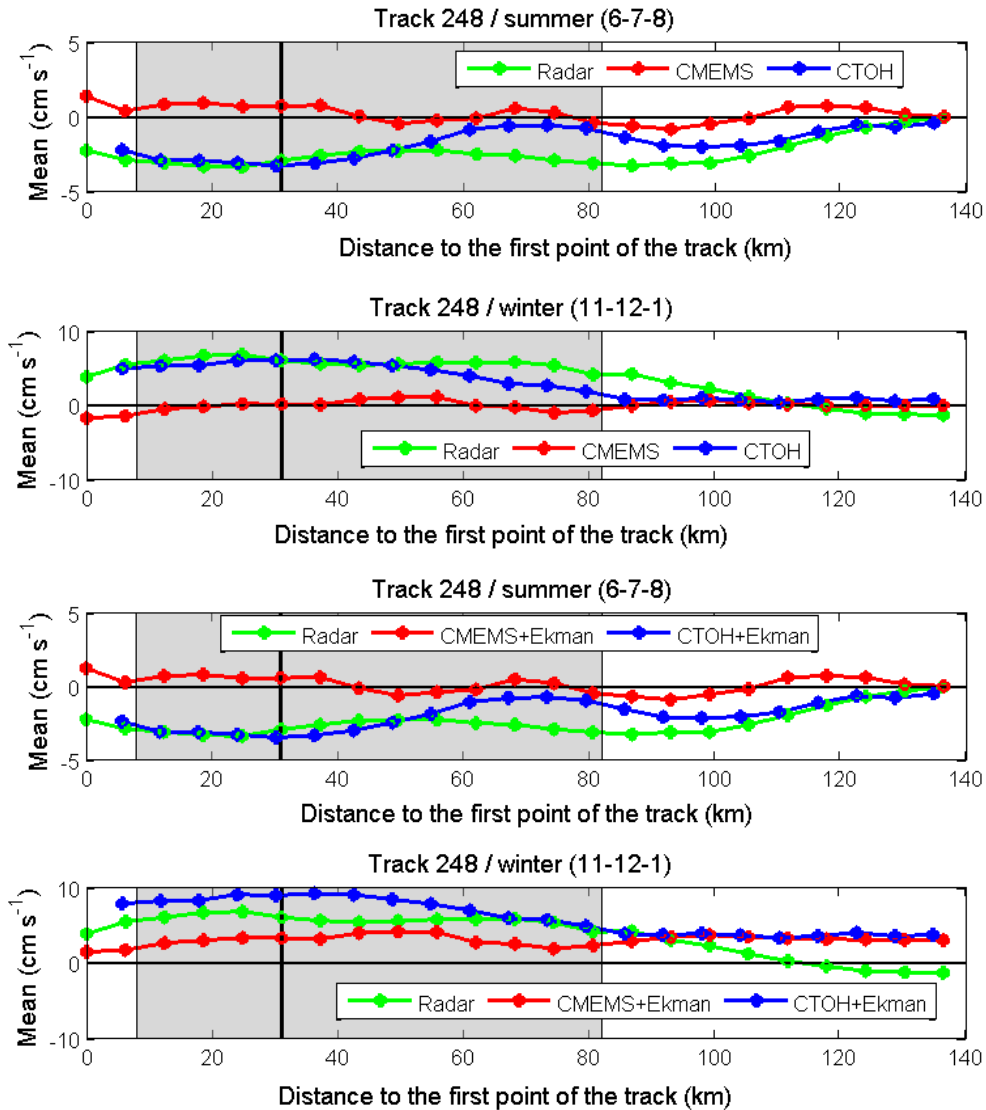 Track 248 / summer (6-7-8)
Mean (cm s-1)
5
0
-5
Radar CMEMS CTOH
0 20 40 60 80 100 120 140
Distance to the first point of the track (km)
Track 248 / winter (11-12-1)
Mean (cm s-1)
10
0
-10
Radar CMEMS CTOH
0 20 40 60 80 100 120 140
Distance to the first point of the track (km)
Track 248 / summer (6-7-8)
Mean (cm s-1)
5
0
-5
Radar CMEMS+Ekman CTOH+Ekman
0 20 40 60 80 100 120 140
Distance to the first point of the track (km)
Track 248 / winter (11-12-1)
Mean (cm s-1)
10
0
-10
Radar CMEMS+Ekman CTOH+Ekman
0 20 40 60 80 100 120 140
Distance to the first point of the track (km)